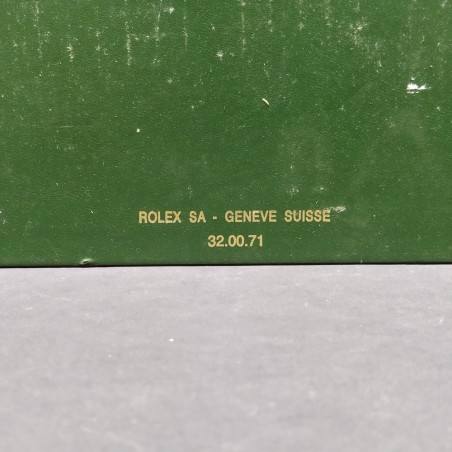 ROLEX SA - GENEVE SUISSE
32.00.71